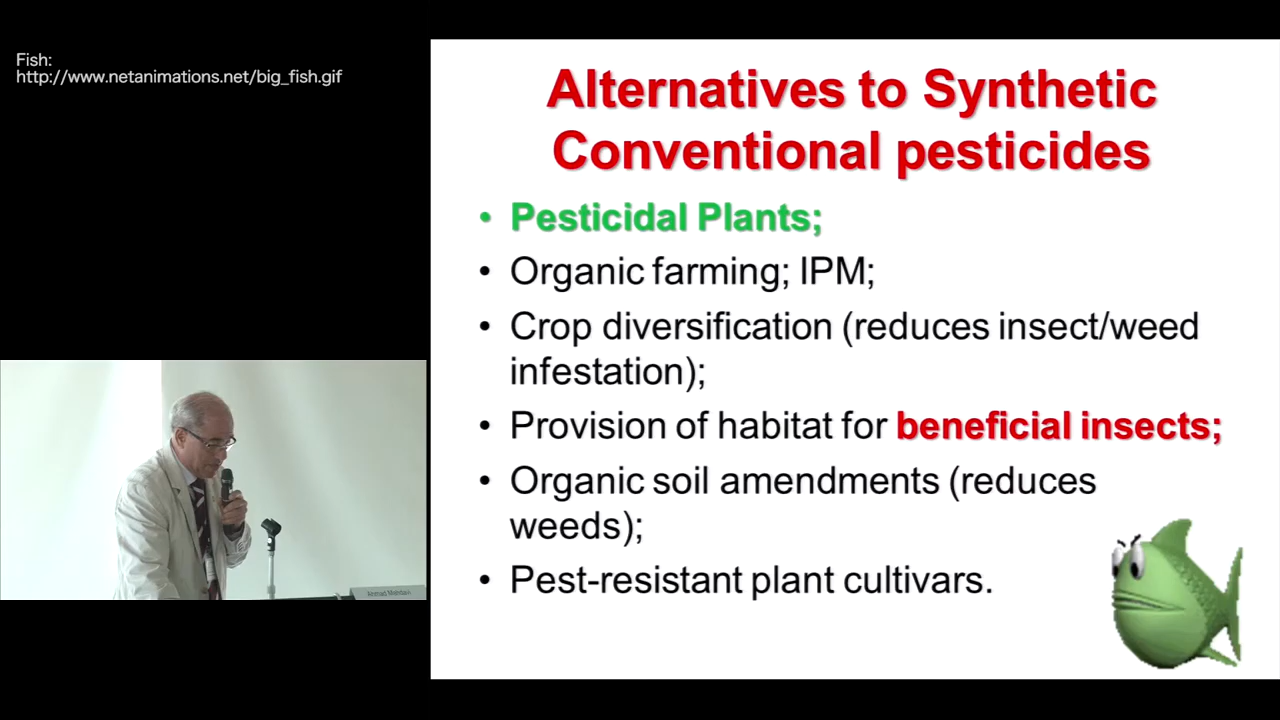 Fish:
http://www.netanimations.net/big_fish.gif
Alternatives to Synthetic
Conventional pesticides
• Pesticidal Plants;
• Organic farming; IPM;
• Crop diversification (reduces insect/weed
infestation);
• Provision of habitat for beneficial insects;
• Organic soil amendments (reduces
weeds);
• Pest-resistant plant cultivars.